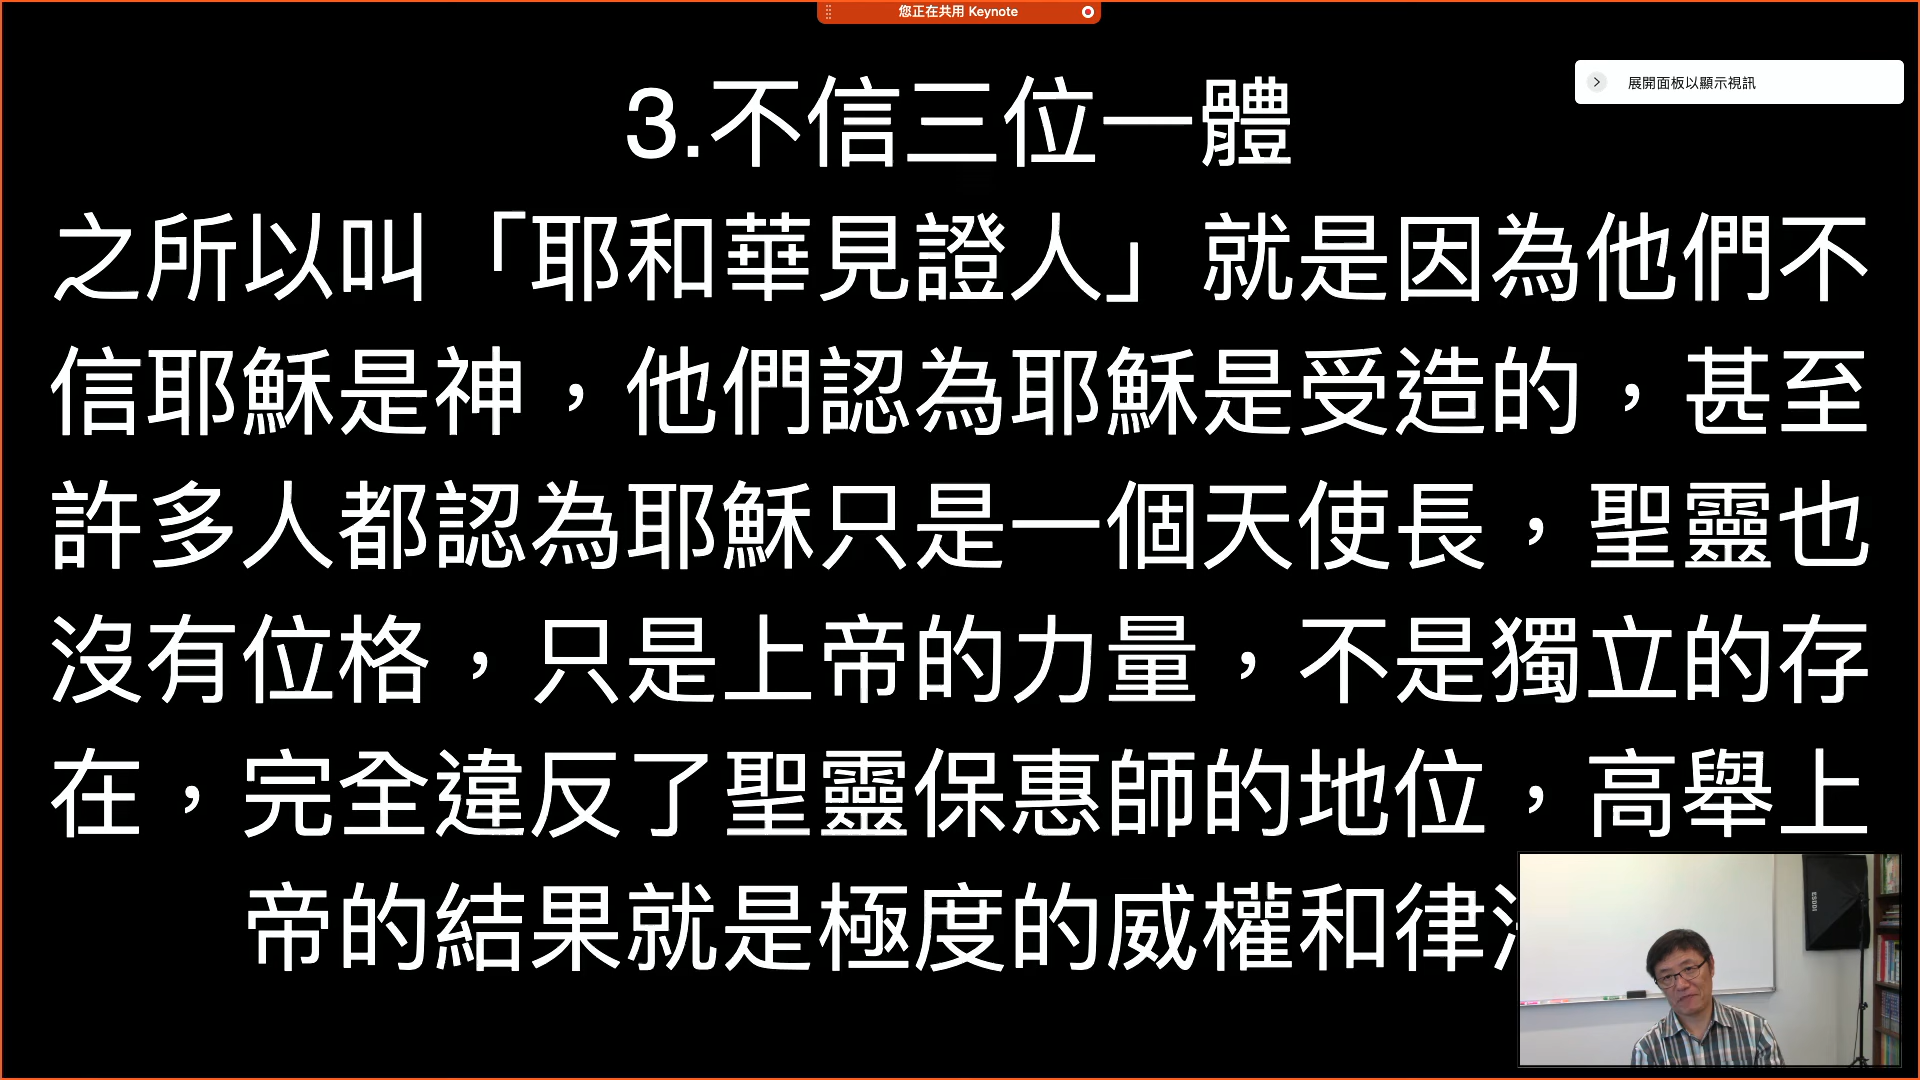 您正在共用 Keynote
展開面板以顯示視訊
3.不信三位一體
之所以叫「耶和華見證人」就是因為他們不
信耶穌是神，他們認為耶穌是受造的，甚至
許多人都認為耶穌只是一個天使長，聖靈也
沒有位格，只是上帝的力量，不是獨立的存
在，完全違反了聖靈保惠師的地位，高舉上
帝的結果就是極度的威權和律